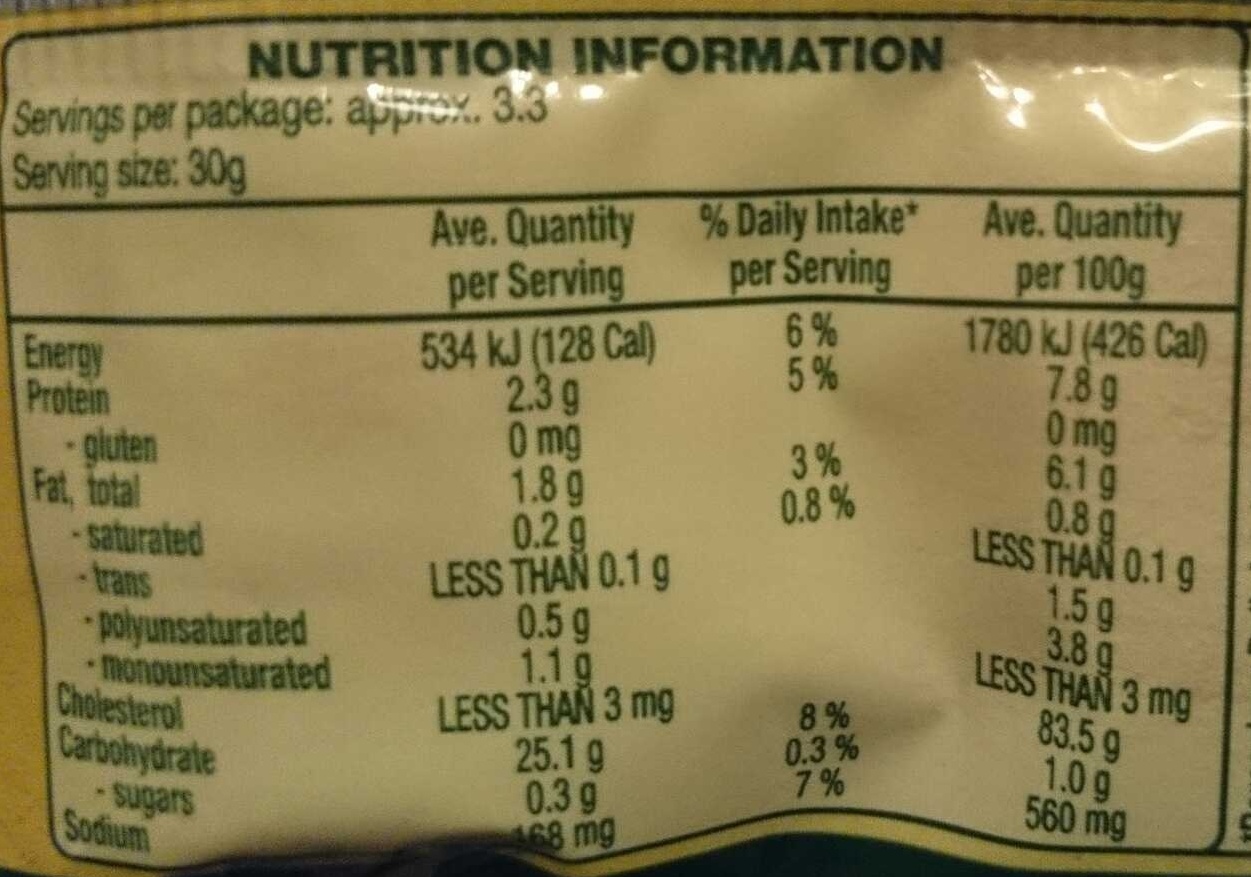 NUTRITION INFORMATION
Servings per package: approx. 3.3
Serving size: 30g
Ave. Quantity per Serving % Daily Intake* per Serving Ave. Quantity per 100g
Energy 534 kJ (128 Cal) 6 % 1780 kJ (426 Cal)
Protein 2.3 g 5 % 7.8 g
- gluten 0 mg 0 mg
Fat, total 1.8 g 3 % 6.1 g
- saturated 0.2 g 0.8 % 0.8 g
- trans LESS THAN 0.1 g LESS THAN 0.1 g
- polyunsaturated 0.5 g 1.5 g
- monounsaturated 1.1 g 3.8 g
Cholesterol LESS THAN 3 mg LESS THAN 3 mg
Carbohydrate 25.1 g 8 % 83.5 g
- sugars 0.3 g 0.3 % 1.0 g
Sodium 168 mg 7 % 560 mg